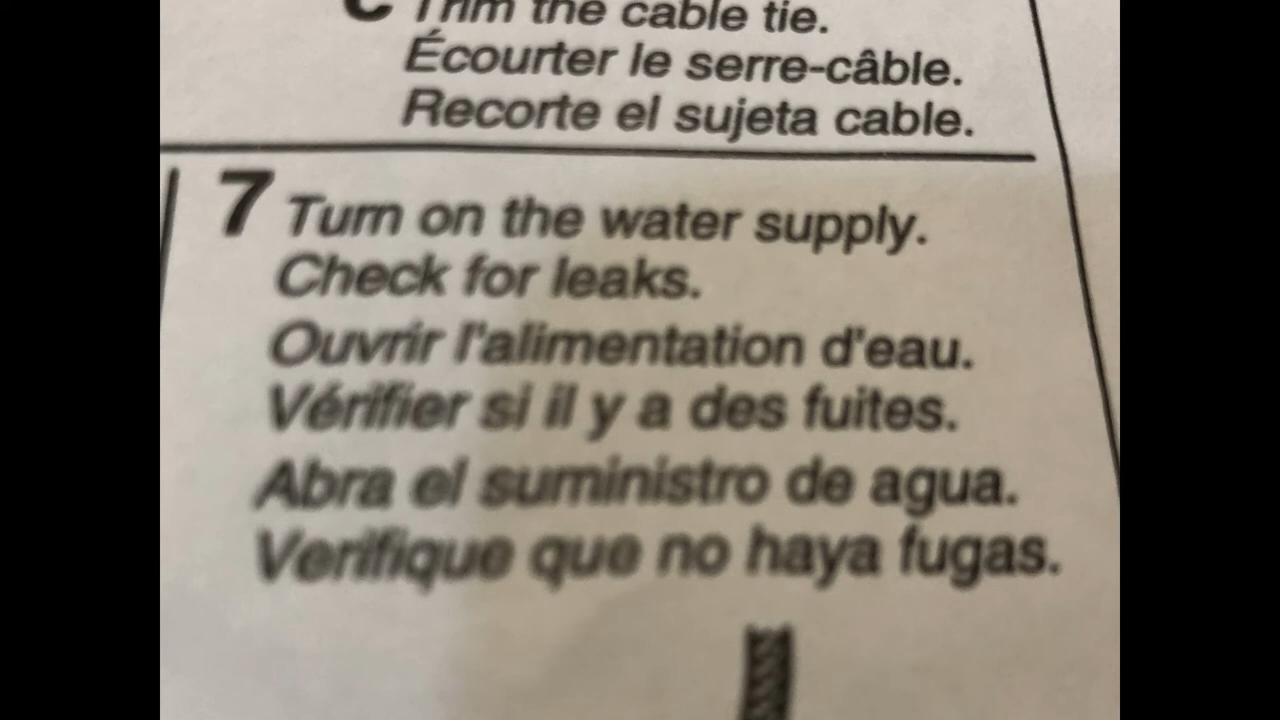 C Trim the cable tie.
Écourter le serre-câble.
Recorte el sujeta cable.
7 Turn on the water supply.
Check for leaks.
Ouvrir l'alimentation d'eau.
Vérifier si il y a des fuites.
Abra el suministro de agua.
Verifique que no haya fugas.